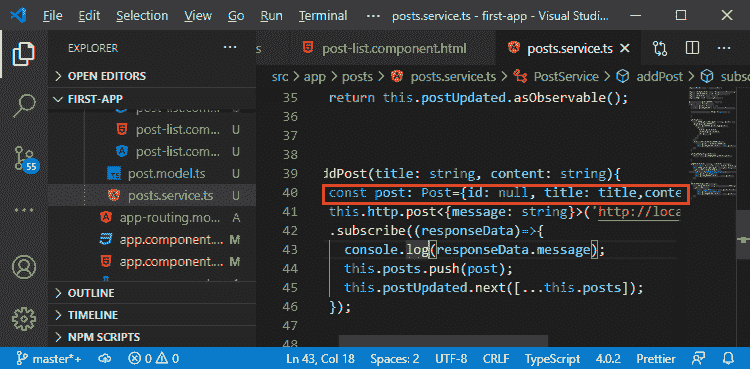 File Edit Selection View Go Run Terminal ··· posts.service.ts - first-app - Visual Studi...
EXPLORER ···
OPEN EDITORS
FIRST-APP
post-list.com... U
post-list.com... U
post-list.com... U
TS post.model.ts U
posts.service.ts U
app-routing.mo... A
app.component.... M
app.component.... M
OUTLINE
TIMELINE
NPM SCRIPTS
55
s post-list.component.html posts.service.ts ···
src > app > posts > posts.service.ts > PostService > addPost > subsc
35 return this.postUpdated.asObservable();
36
37
38
39 ddPost(title: string, content: string){
40 const post: Post={id: null, title: title,conte
41 this.http.post<{message: string}>('http://loca
42 .subscribe((responseData)=>{
43 console.log(responseData.message);
44 this.posts.push(post);
45 this.postUpdated.next([...this.posts]);
46 });
47
48
master*+ 0 0 Ln 43, Col 18 Spaces: 2 UTF-8 CRLF TypeScript 4.0.2 Prettier